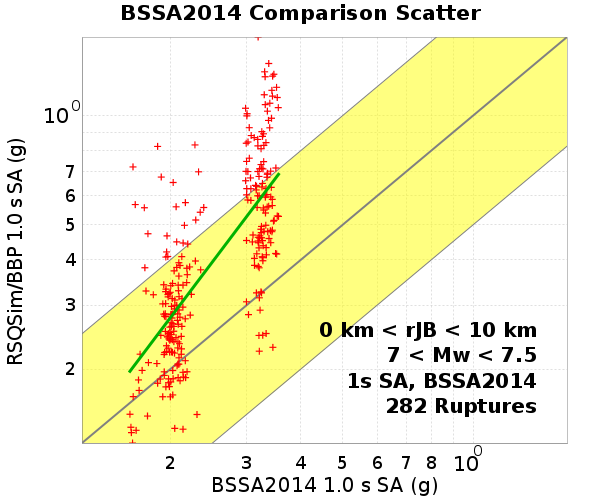 BSSA2014 Comparison Scatter
RSQSim/BBP 1.0 s SA (g)
10^0
7
6
5
4
3
2
0 km < rJB < 10 km
7 < Mw < 7.5
1s SA, BSSA2014
282 Ruptures
2 3 4 5 6 7 8 10^0
BSSA2014 1.0 s SA (g)